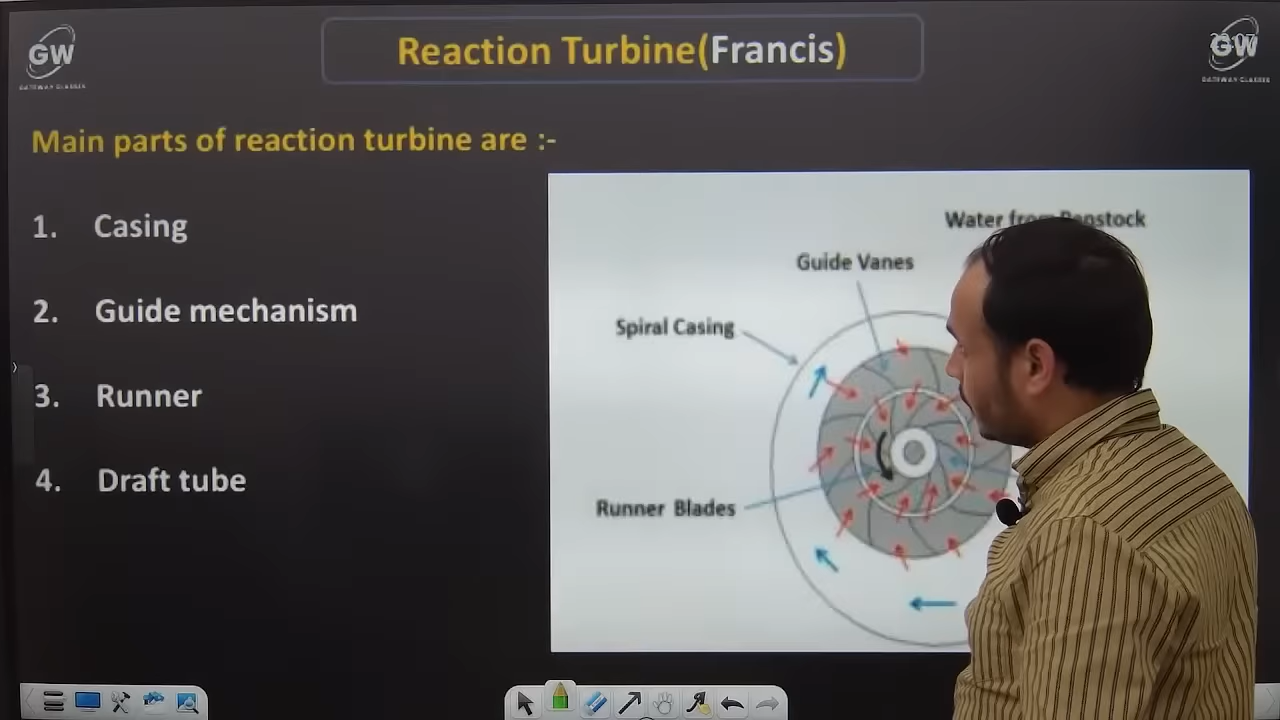 GW
GATEWAY CLASSES
Reaction Turbine(Francis)
GW
GATEWAY CLASSES
Main parts of reaction turbine are :-
1. Casing
2. Guide mechanism
3. Runner
4. Draft tube
Water from Penstock
Guide Vanes
Spiral Casing
Runner Blades